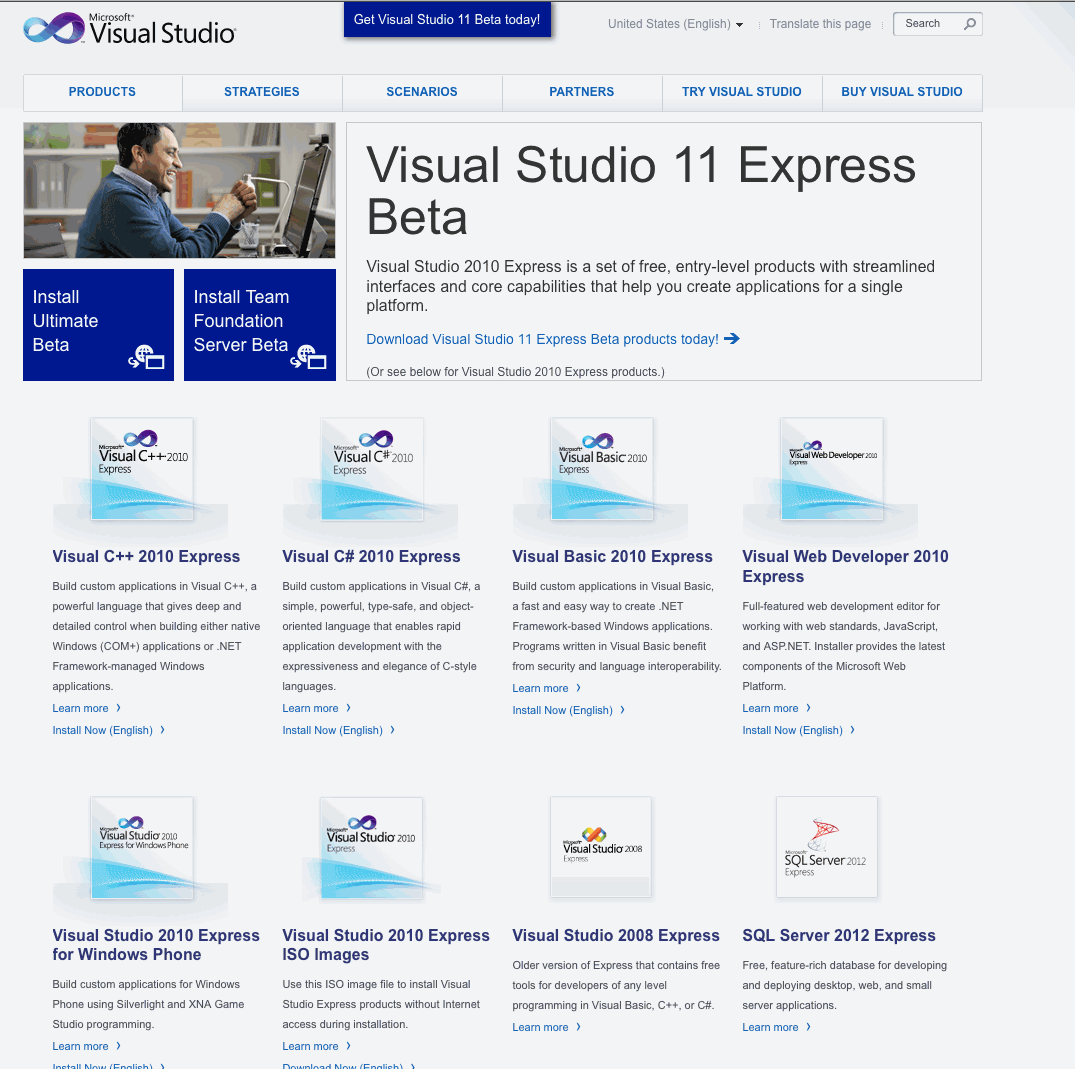 Microsoft®
Visual Studio®
Get Visual Studio 11 Beta today!
United States (English)
Translate this page
Search
PRODUCTS
STRATEGIES
SCENARIOS
PARTNERS
TRY VISUAL STUDIO
BUY VISUAL STUDIO
Install
Ultimate
Beta
Install Team
Foundation
Server Beta
Visual Studio 11 Express
Beta
Visual Studio 2010 Express is a set of free, entry-level products with streamlined
interfaces and core capabilities that help you create applications for a single
platform.
Download Visual Studio 11 Express Beta products today!
(Or see below for Visual Studio 2010 Express products.)
Microsoft®
Visual C++ 2010
Express
Visual C++ 2010 Express
Build custom applications in Visual C++, a
powerful language that gives deep and
detailed control when building either native
Windows (COM+) applications or .NET
Framework-managed Windows
applications.
Learn more
Install Now (English)
Microsoft®
Visual C#® 2010
Express
Visual C# 2010 Express
Build custom applications in Visual C#, a
simple, powerful, type-safe, and object-
oriented language that enables rapid
application development with the
expressiveness and elegance of C-style
languages.
Learn more
Install Now (English)
Microsoft®
Visual Basic® 2010
Express
Visual Basic 2010 Express
Build custom applications in Visual Basic,
a fast and easy way to create .NET
Framework-based Windows applications.
Programs written in Visual Basic benefit
from security and language interoperability.
Learn more
Install Now (English)
Microsoft®
Visual Web Developer 2010
Express
Visual Web Developer 2010
Express
Full-featured web development editor for
working with web standards, JavaScript,
and ASP.NET. Installer provides the latest
components of the Microsoft Web
Platform.
Learn more
Install Now (English)
Microsoft®
Visual Studio® 2010
Express for Windows Phone
Visual Studio 2010 Express
for Windows Phone
Build custom applications for Windows
Phone using Silverlight and XNA Game
Studio programming.
Learn more
Install Now (English)
Microsoft®
Visual Studio® 2010
Express
Visual Studio 2010 Express
ISO Images
Use this ISO image file to install Visual
Studio Express products without Internet
access during installation.
Learn more
Download Now (English)
Microsoft®
Visual Studio® 2008
Express
Visual Studio 2008 Express
Older version of Express that contains free
tools for developers of any level
programming in Visual Basic, C++, or C#.
Learn more
Microsoft®
SQL Server® 2012
Express
SQL Server 2012 Express
Free, feature-rich database for developing
and deploying desktop, web, and small
server applications.
Learn more